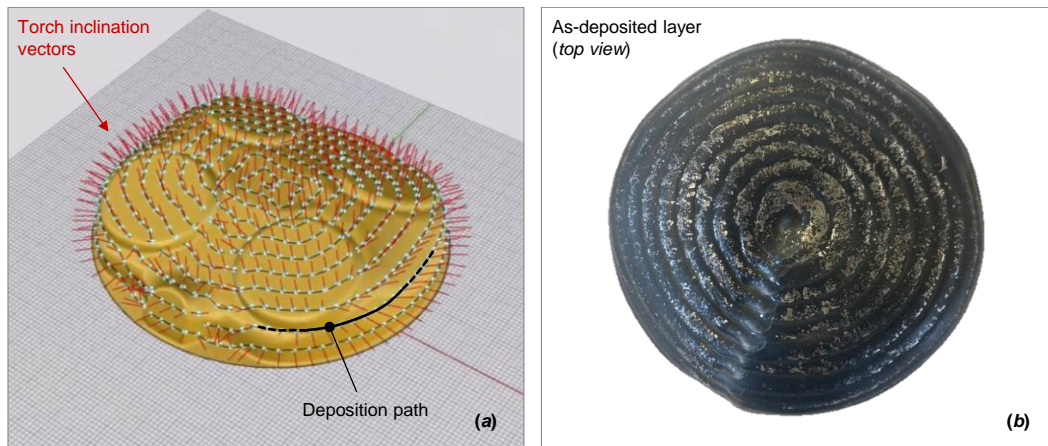 Torch inclination
vectors
Deposition path
(a)
As-deposited layer
(top view)
(b)